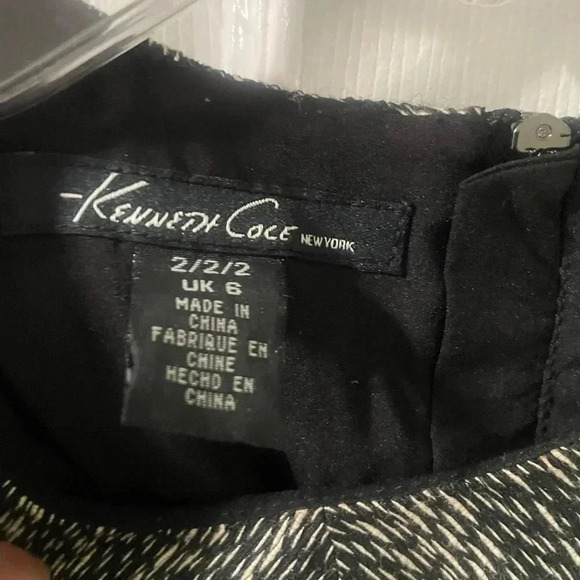 KENNETH COLE NEW YORK
2/2/2
UK 6
MADE IN
CHINA
FABRIQUE EN
CHINE
HECHO EN
CHINA